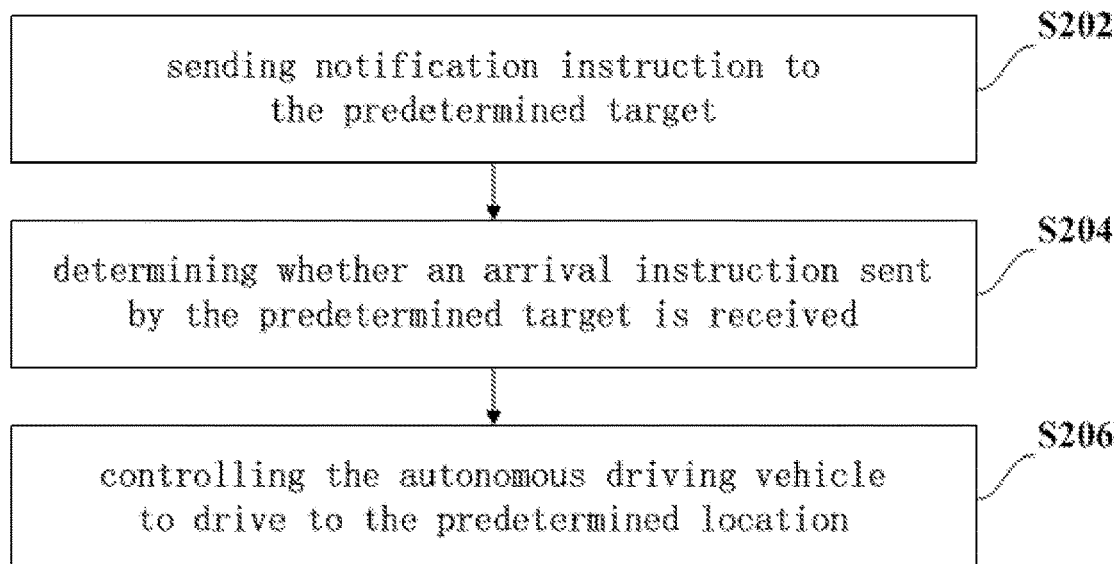 S202
sending notification instruction to
the predetermined target
S204
determining whether an arrival instruction sent
by the predetermined target is received
S206
controlling the autonomous driving vehicle
to drive to the predetermined location